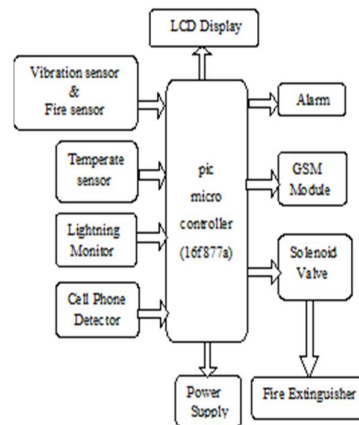 LCD Display
Vibration sensor
&
Fire sensor
Temperate
sensor
Lightning
Monitor
Cell Phone
Detector
pic
micro
controller
(16f877a)
Alarm
GSM
Module
Solenoid
Valve
Power
Supply
Fire Extinguisher